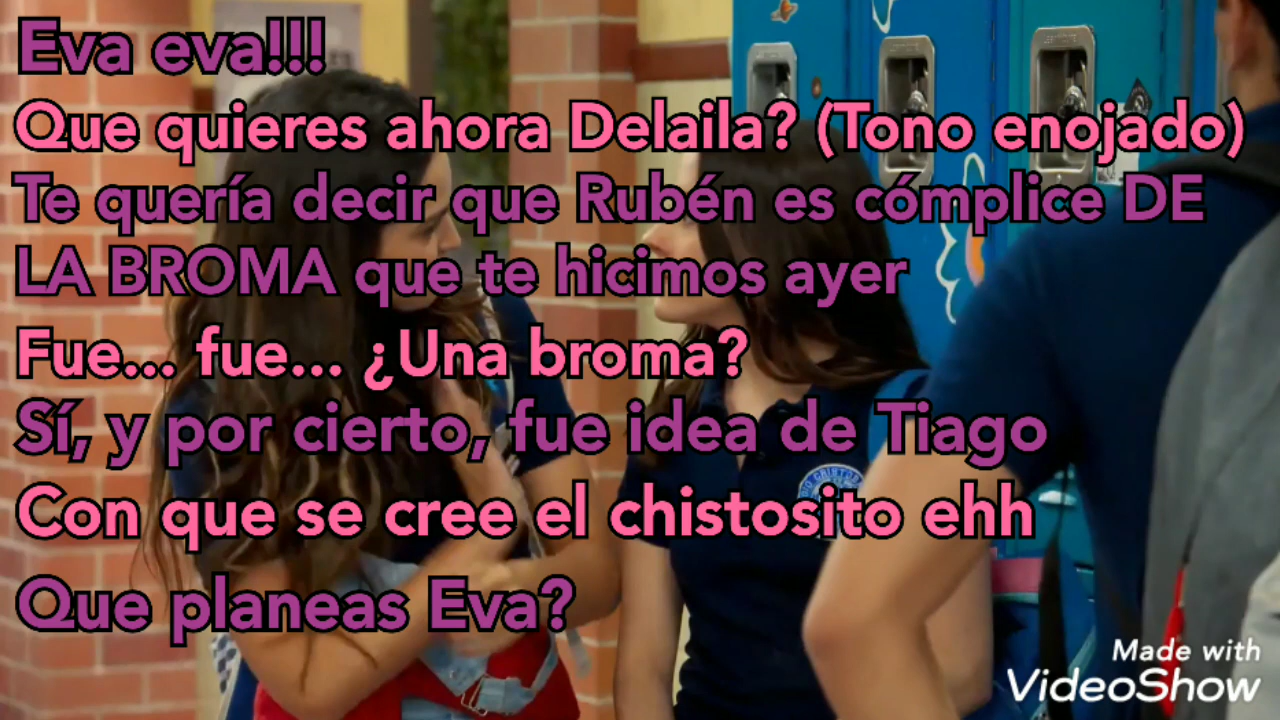 Eva eva!!!
Que quieres ahora Delaila? (Tono enojado)
Te quería decir que Rubén es cómplice DE
LA BROMA que te hicimos ayer
Fue... fue... ¿Una broma?
Sí, y por cierto, fue idea de Tiago
Con que se cree el chistosito ehh
Que planeas Eva?
Made with
VideoShow